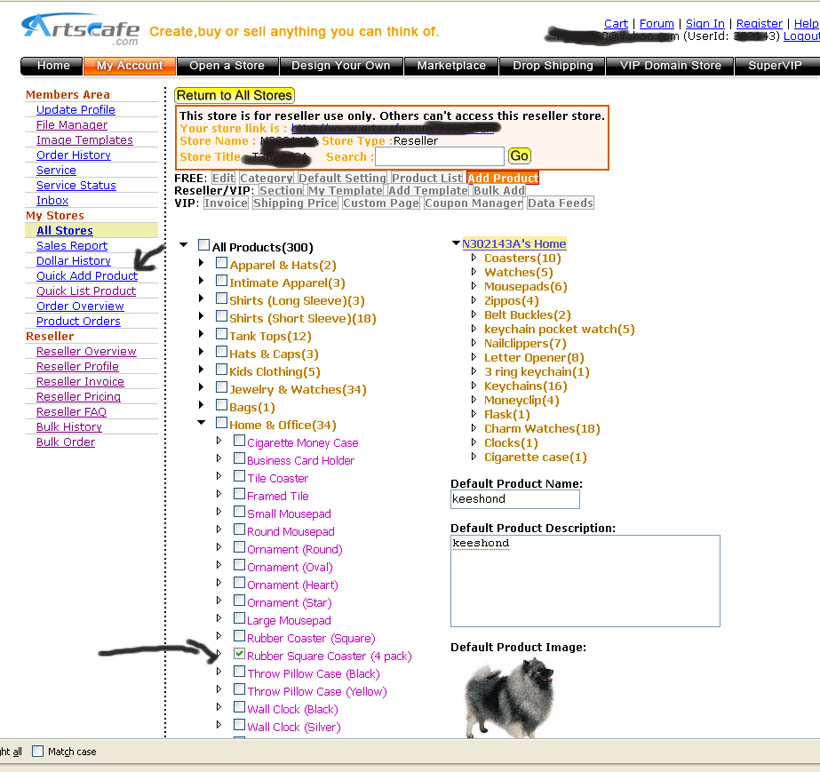 Artscafe.com
Create,buy or sell anything you can think of.
Cart | Forum | Sign In | Register | Help
(UserId: 43) Logout
Home
My Account
Open a Store
Design Your Own
Marketplace
Drop Shipping
VIP Domain Store
SuperVIP
Members Area
Update Profile
File Manager
Image Templates
Order History
Service
Service Status
Inbox
My Stores
All Stores
Sales Report
Dollar History
Quick Add Product
Quick List Product
Order Overview
Product Orders
Reseller
Reseller Overview
Reseller Profile
Reseller Invoice
Reseller Pricing
Reseller FAQ
Bulk History
Bulk Order
Return to All Stores
This store is for reseller use only. Others can't access this reseller store.
Your store link is :
Store Name : Store Type :Reseller
Store Title : Search : Go
FREE: Edit Category Default Setting Product List Add Product
Reseller/VIP: Section My Template Add Template Bulk Add
VIP: Invoice Shipping Price Custom Page Coupon Manager Data Feeds
All Products(300)
Apparel & Hats(2)
Intimate Apparel(3)
Shirts (Long Sleeve)(3)
Shirts (Short Sleeve)(18)
Tank Tops(12)
Hats & Caps(3)
Kids Clothing(5)
Jewelry & Watches(34)
Bags(1)
Home & Office(34)
Cigarette Money Case
Business Card Holder
Tile Coaster
Framed Tile
Small Mousepad
Round Mousepad
Ornament (Round)
Ornament (Oval)
Ornament (Heart)
Ornament (Star)
Large Mousepad
Rubber Coaster (Square)
Rubber Square Coaster (4 pack)
Throw Pillow Case (Black)
Throw Pillow Case (Yellow)
Wall Clock (Black)
Wall Clock (Silver)
N302143A's Home
Coasters(10)
Watches(5)
Mousepads(6)
Zippos(4)
Belt Buckles(2)
keychain pocket watch(5)
Nailclippers(7)
Letter Opener(8)
3 ring keychain(1)
Keychains(16)
Moneyclip(4)
Flask(1)
Charm Watches(18)
Clocks(1)
Cigarette case(1)
Default Product Name:
keeshond
Default Product Description:
keeshond
Default Product Image:
ht all Match case